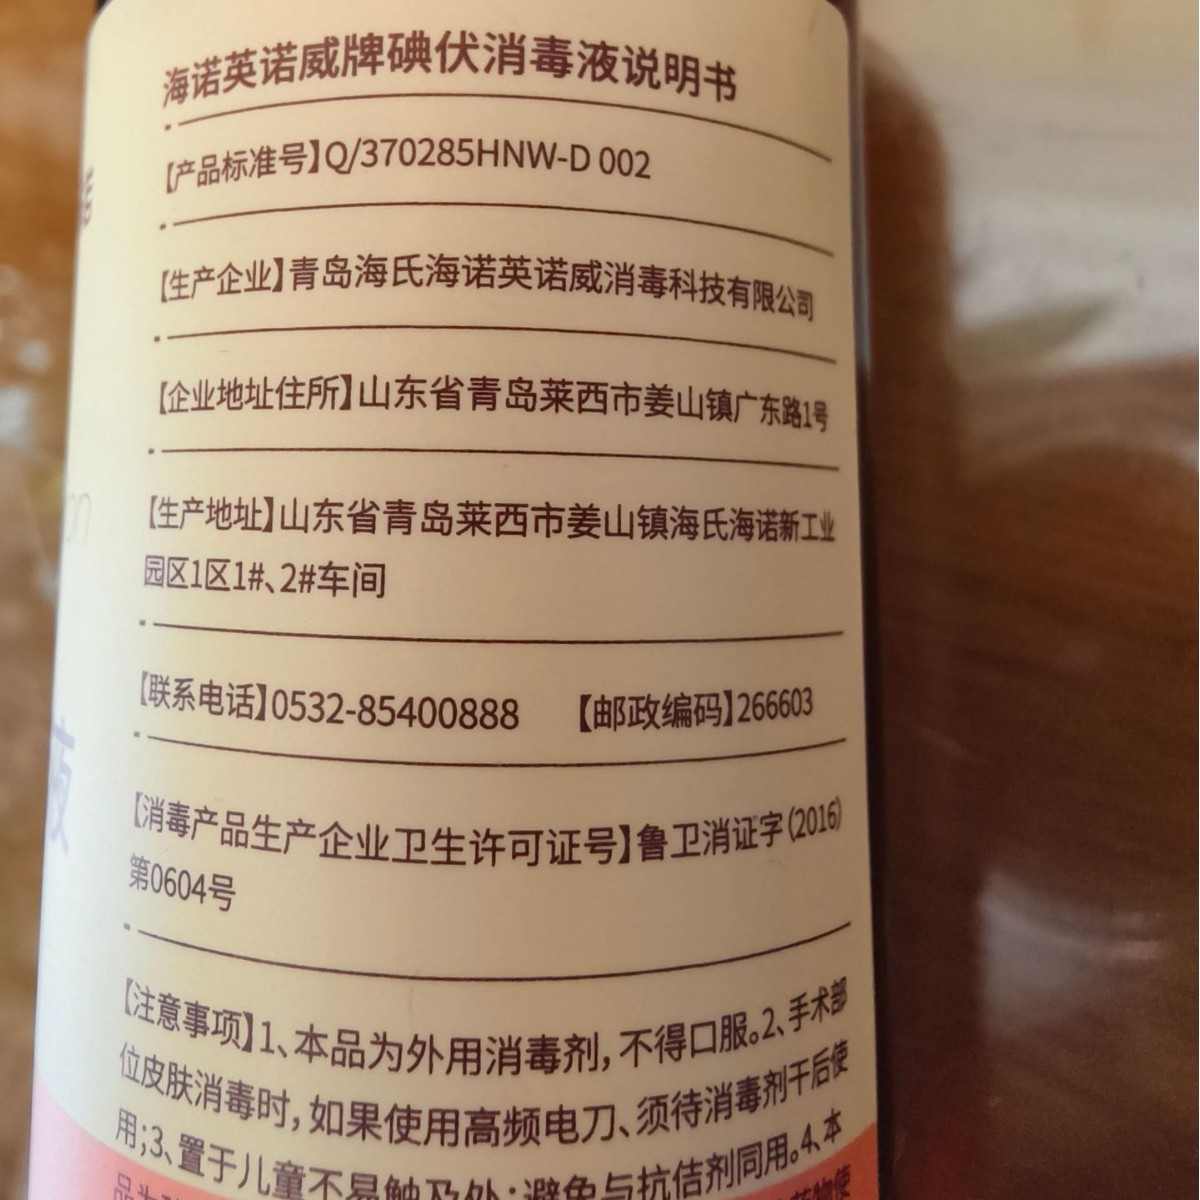 海诺英诺威牌碘伏消毒液说明书
【产品标准号】Q/370285HNW-D 002
【生产企业】青岛海氏海诺英诺威消毒科技有限公司
【企业地址住所】山东省青岛莱西市姜山镇广东路1号
【生产地址】山东省青岛莱西市姜山镇海氏海诺新工业
园区1区1#、2#车间
【联系电话】0532-85400888 【邮政编码】266603
【消毒产品生产企业卫生许可证号】鲁卫消证字(2016)
第0604号
【注意事项】1、本品为外用消毒剂,不得口服。2、手术部
位皮肤消毒时,如果使用高频电刀、须待消毒剂干后使
用;3、置于儿童不易触及处;避免与抗佶剂同用。4、本
品为
液
on